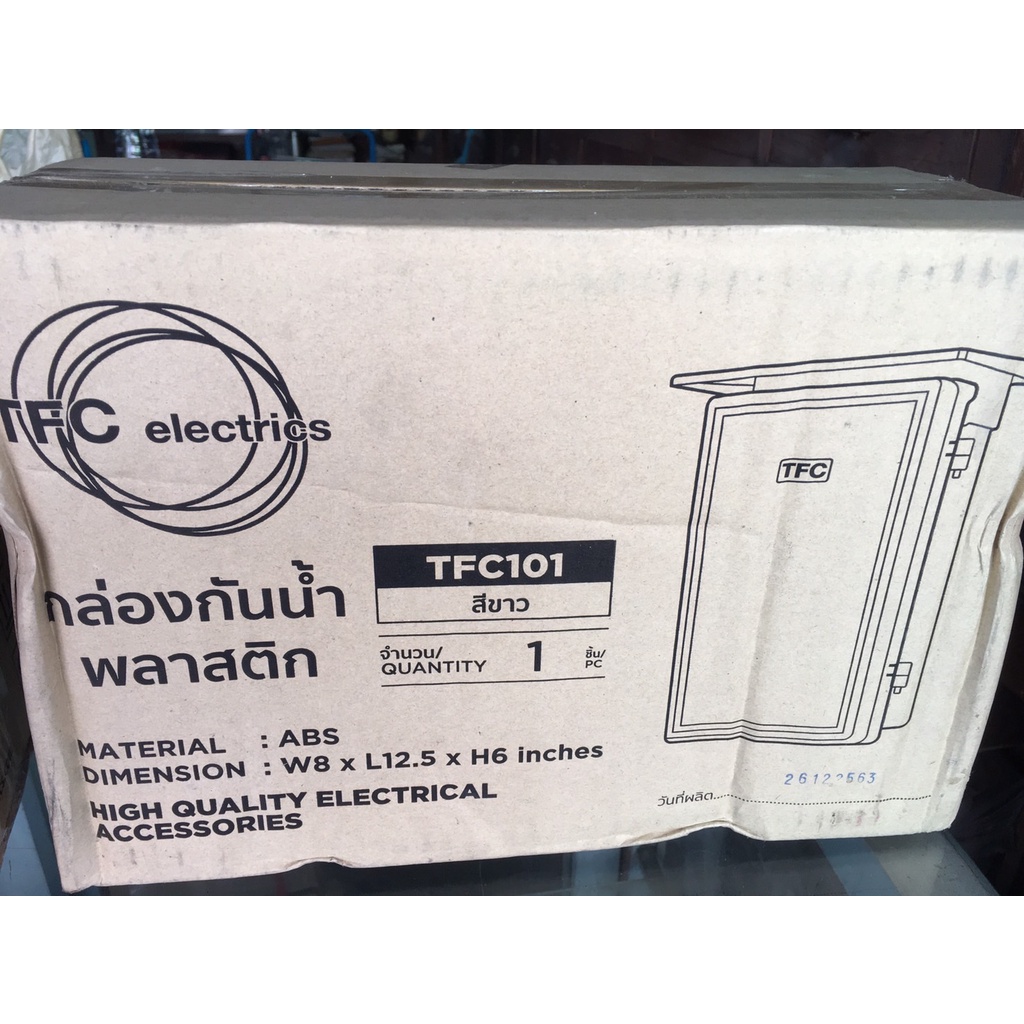 TFC electrics
กล่องกันน้ำ
พลาสติก
TFC101
สีขาว
จำนวน/
QUANTITY 1 ชิ้น/
PC
MATERIAL : ABS
DIMENSION : W8 x L12.5 x H6 inches
HIGH QUALITY ELECTRICAL
ACCESSORIES
TFC
26122563
วันที่ผลิต